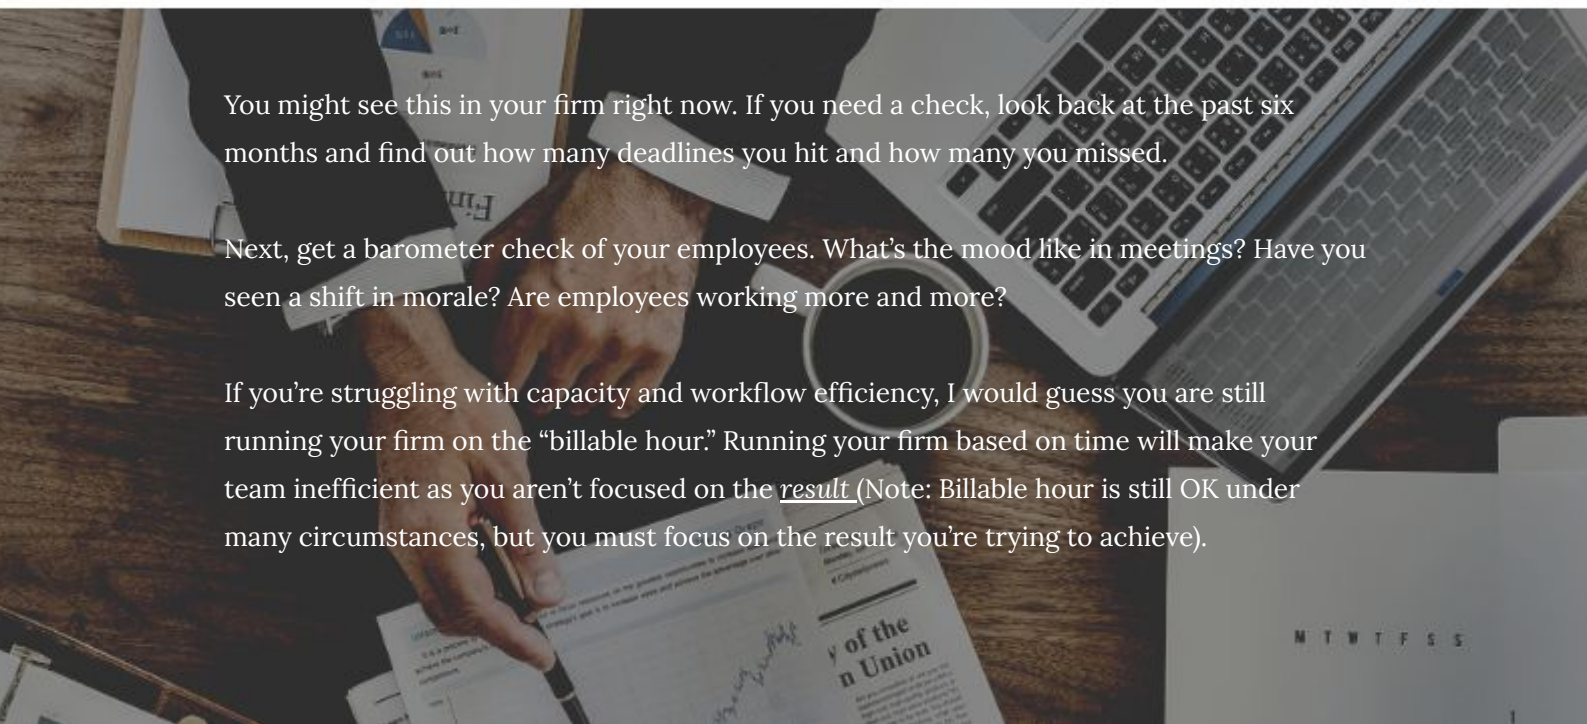 You might see this in your firm right now. If you need a check, look back at the past six
months and find out how many deadlines you hit and how many you missed.
Next, get a barometer check of your employees. What’s the mood like in meetings? Have you
seen a shift in morale? Are employees working more and more?
If you’re struggling with capacity and workflow efficiency, I would guess you are still
running your firm on the “billable hour.” Running your firm based on time will make your
team inefficient as you aren’t focused on the result (Note: Billable hour is still OK under
many circumstances, but you must focus on the result you’re trying to achieve).
y of the
n Union
M T W T F S S